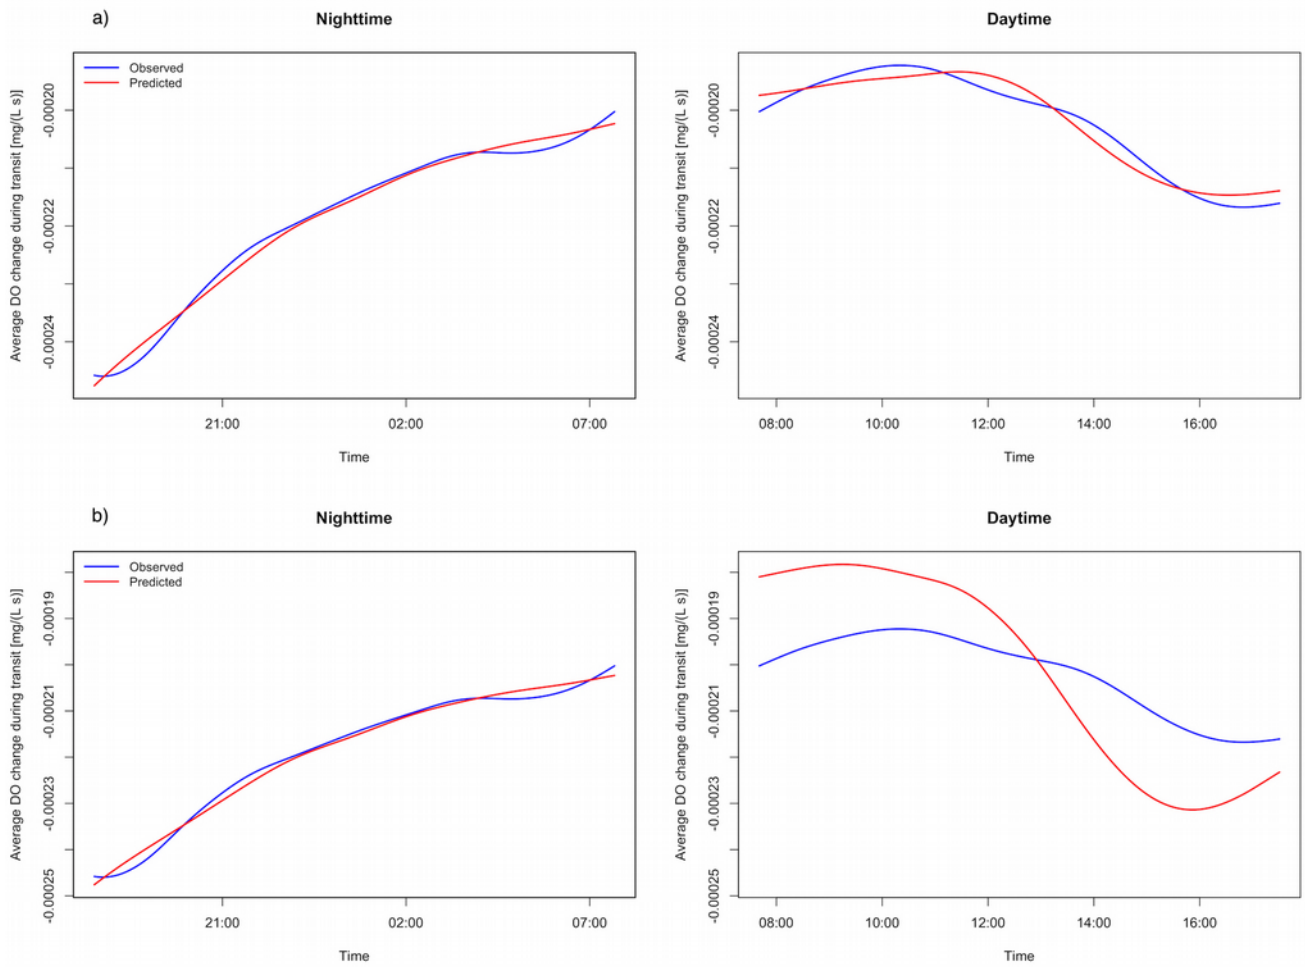 a)
Nighttime
Daytime
Observed
Predicted
Average DO change during transit [mg/(L s)]
-0.00020
-0.00022
-0.00024
21:00
02:00
07:00
Time
Average DO change during transit [mg/(L s)]
-0.00020
-0.00022
-0.00024
08:00
10:00
12:00
14:00
16:00
Time
b)
Nighttime
Daytime
Observed
Predicted
Average DO change during transit [mg/(L s)]
-0.00019
-0.00021
-0.00023
-0.00025
21:00
02:00
07:00
Time
Average DO change during transit [mg/(L s)]
-0.00019
-0.00021
-0.00023
-0.00025
08:00
10:00
12:00
14:00
16:00
Time